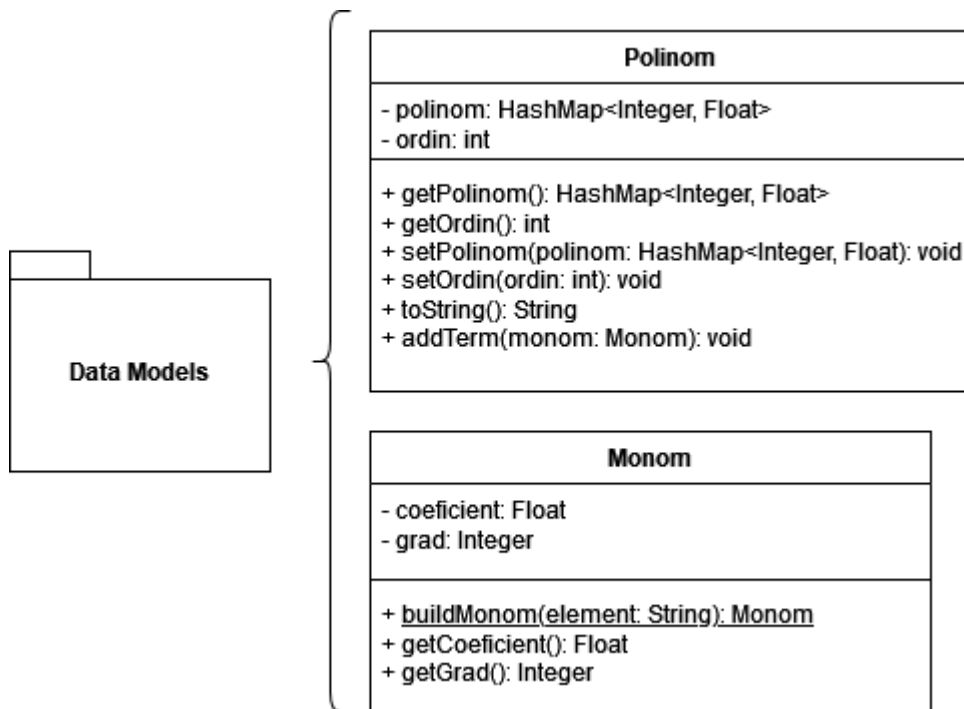 Data Models
Polinom
- polinom: HashMap<Integer, Float>
- ordin: int
+ getPolinom(): HashMap<Integer, Float>
+ getOrdin(): int
+ setPolinom(polinom: HashMap<Integer, Float): void
+ setOrdin(ordin: int): void
+ toString(): String
+ addTerm(monom: Monom): void
Monom
- coeficient: Float
- grad: Integer
+ buildMonom(element: String): Monom
+ getCoeficient(): Float
+ getGrad(): Integer